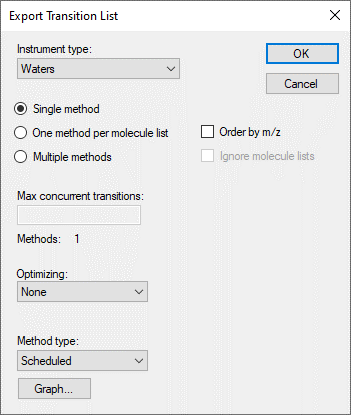 Export Transition List
Instrument type:
Waters
OK
Cancel
Single method
One method per molecule list
Order by m/z
Multiple methods
Ignore molecule lists
Max concurrent transitions:
Methods: 1
Optimizing:
None
Method type:
Scheduled
Graph...